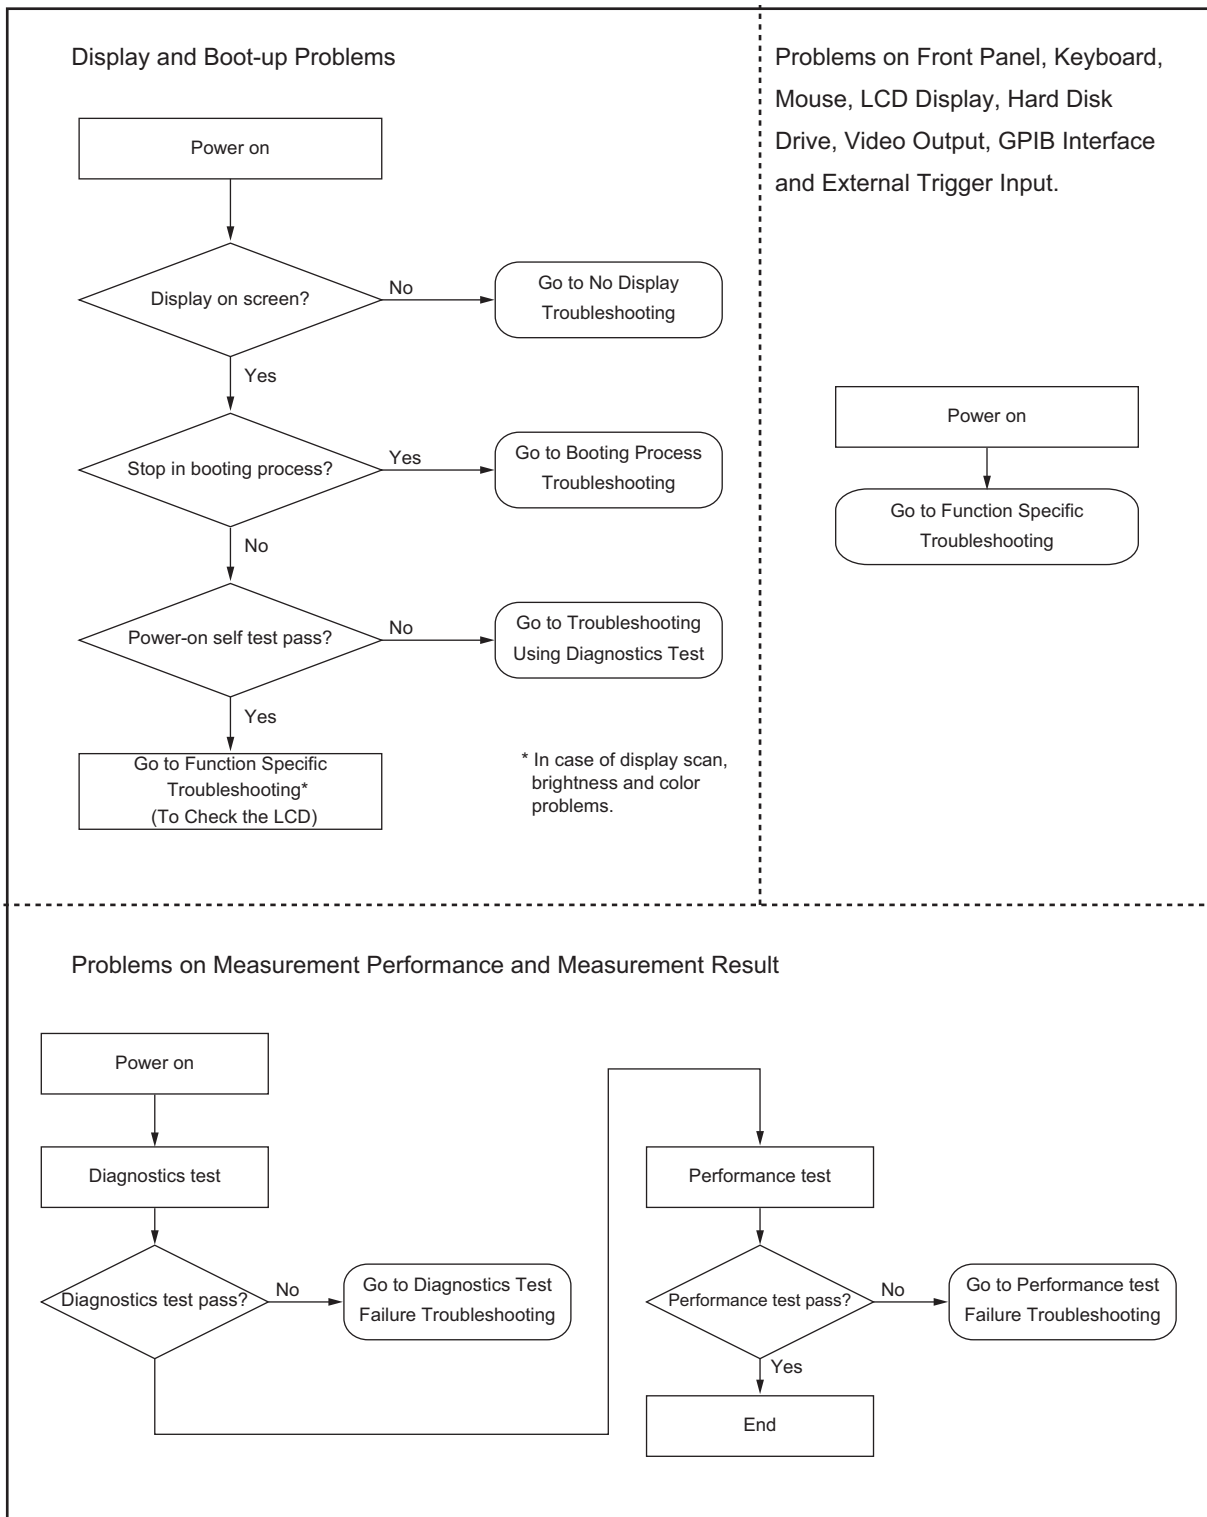 Display and Boot-up Problems
Power on
Display on screen?
No
Go to No Display
Troubleshooting
Yes
Stop in booting process?
Yes
Go to Booting Process
Troubleshooting
No
Power-on self test pass?
No
Go to Troubleshooting
Using Diagnostics Test
Yes
Go to Function Specific
Troubleshooting*
(To Check the LCD)
* In case of display scan,
brightness and color
problems.
Problems on Front Panel, Keyboard,
Mouse, LCD Display, Hard Disk
Drive, Video Output, GPIB Interface
and External Trigger Input.
Power on
Go to Function Specific
Troubleshooting
Problems on Measurement Performance and Measurement Result
Power on
Diagnostics test
Diagnostics test pass?
No
Go to Diagnostics Test
Failure Troubleshooting
Performance test
Performance test pass?
No
Go to Performance test
Failure Troubleshooting
Yes
End